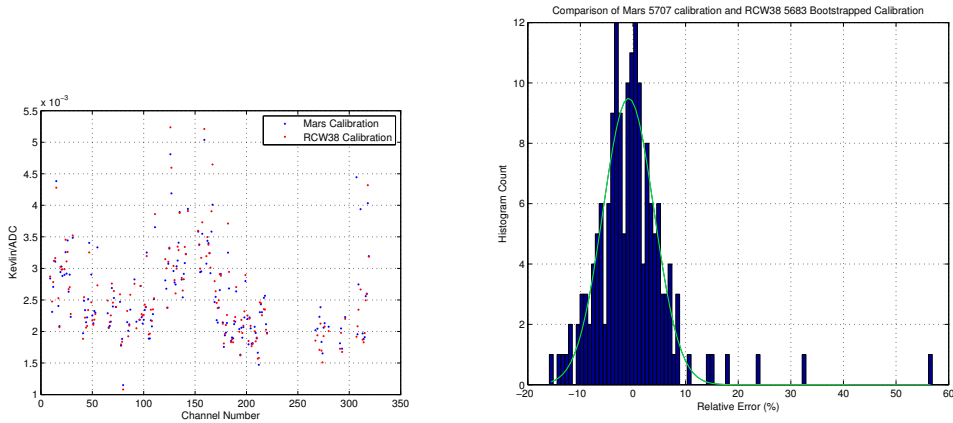 x 10⁻³
5.5
5
4.5
4
3.5
3
2.5
2
1.5
1
0 50 100 150 200 250 300 350
Kevlin/ADC
Channel Number
Mars Calibration
RCW38 Calibration
Comparison of Mars 5707 calibration and RCW38 5683 Bootstrapped Calibration
12
10
8
6
4
2
0
−20 −10 0 10 20 30 40 50 60
Histogram Count
Relative Error (%)